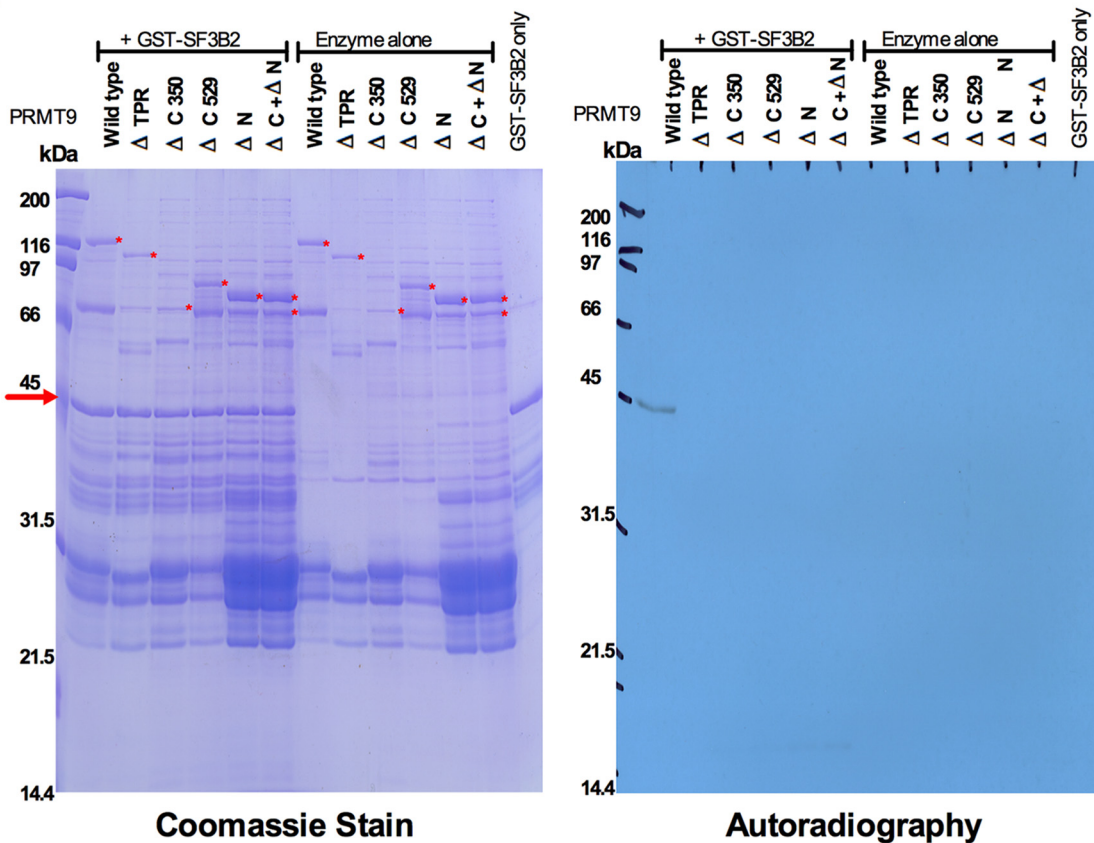 + GST-SF3B2
Enzyme alone
PRMT9
Wild type
Δ TPR
Δ C 350
Δ C 529
Δ N
Δ C + Δ N
Wild type
Δ TPR
Δ C 350
Δ C 529
Δ N
Δ C + Δ N
GST-SF3B2 only
kDa
200
116
97
66
45
31.5
21.5
14.4
Coomassie Stain
+ GST-SF3B2
Enzyme alone
PRMT9
Wild type
Δ TPR
Δ C 350
Δ C 529
Δ N
Δ C + Δ N
Wild type
Δ TPR
Δ C 350
Δ C 529
Δ N
Δ C + Δ
N
GST-SF3B2 only
kDa
200
116
97
66
45
31.5
21.5
14.4
Autoradiography